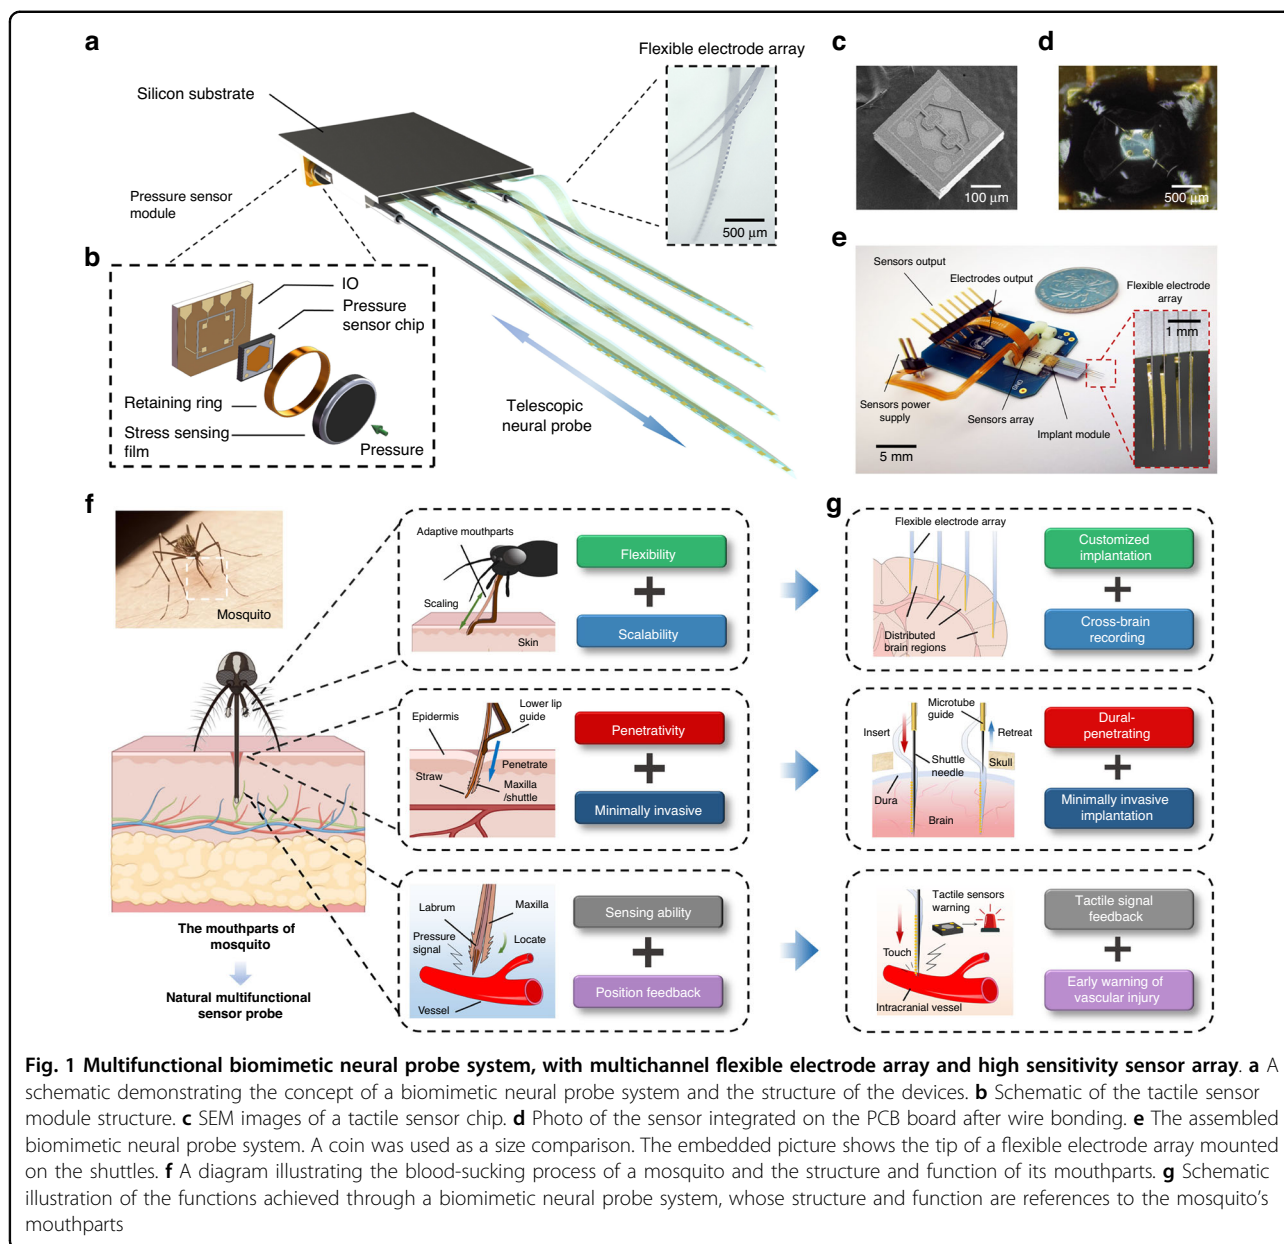 a
Flexible electrode array
Silicon substrate
Pressure sensor
module
500 µm
b
IO
Pressure
sensor chip
Retaining ring
Stress sensing
film
Pressure
Telescopic
neural probe
c
100 µm
d
500 µm
e
Sensors output
Electrodes output
Flexible electrode
array
1 mm
Sensors power
supply
Sensors array
Implant module
5 mm
f
Mosquito
The mouthparts of
mosquito
Natural multifunctional
sensor probe
Adaptive mouthparts
Scaling
Skin
Flexibility
+
Scalability
Epidermis
Lower lip
guide
Penetrate
Straw
Maxilla
/shuttle
Penetrativity
+
Minimally invasive
Labrum
Maxilla
Pressure
signal
Locate
Vessel
Sensing ability
+
Position feedback
g
Flexible electrode array
Distributed
brain regions
Customized
implantation
+
Cross-brain
recording
Microtube
guide
Insert
Retreat
Shuttle
needle
Skull
Dura
Brain
Dural-
penetrating
+
Minimally invasive
implantation
Tactile sensors
warning
Touch
Intracranial vessel
Tactile signal
feedback
+
Early warning of
vascular injury
Fig. 1 Multifunctional biomimetic neural probe system, with multichannel flexible electrode array and high sensitivity sensor array. a A
schematic demonstrating the concept of a biomimetic neural probe system and the structure of the devices. b Schematic of the tactile sensor
module structure. c SEM images of a tactile sensor chip. d Photo of the sensor integrated on the PCB board after wire bonding. e The assembled
biomimetic neural probe system. A coin was used as a size comparison. The embedded picture shows the tip of a flexible electrode array mounted
on the shuttles. f A diagram illustrating the blood-sucking process of a mosquito and the structure and function of its mouthparts. g Schematic
illustration of the functions achieved through a biomimetic neural probe system, whose structure and function are references to the mosquito's
mouthparts